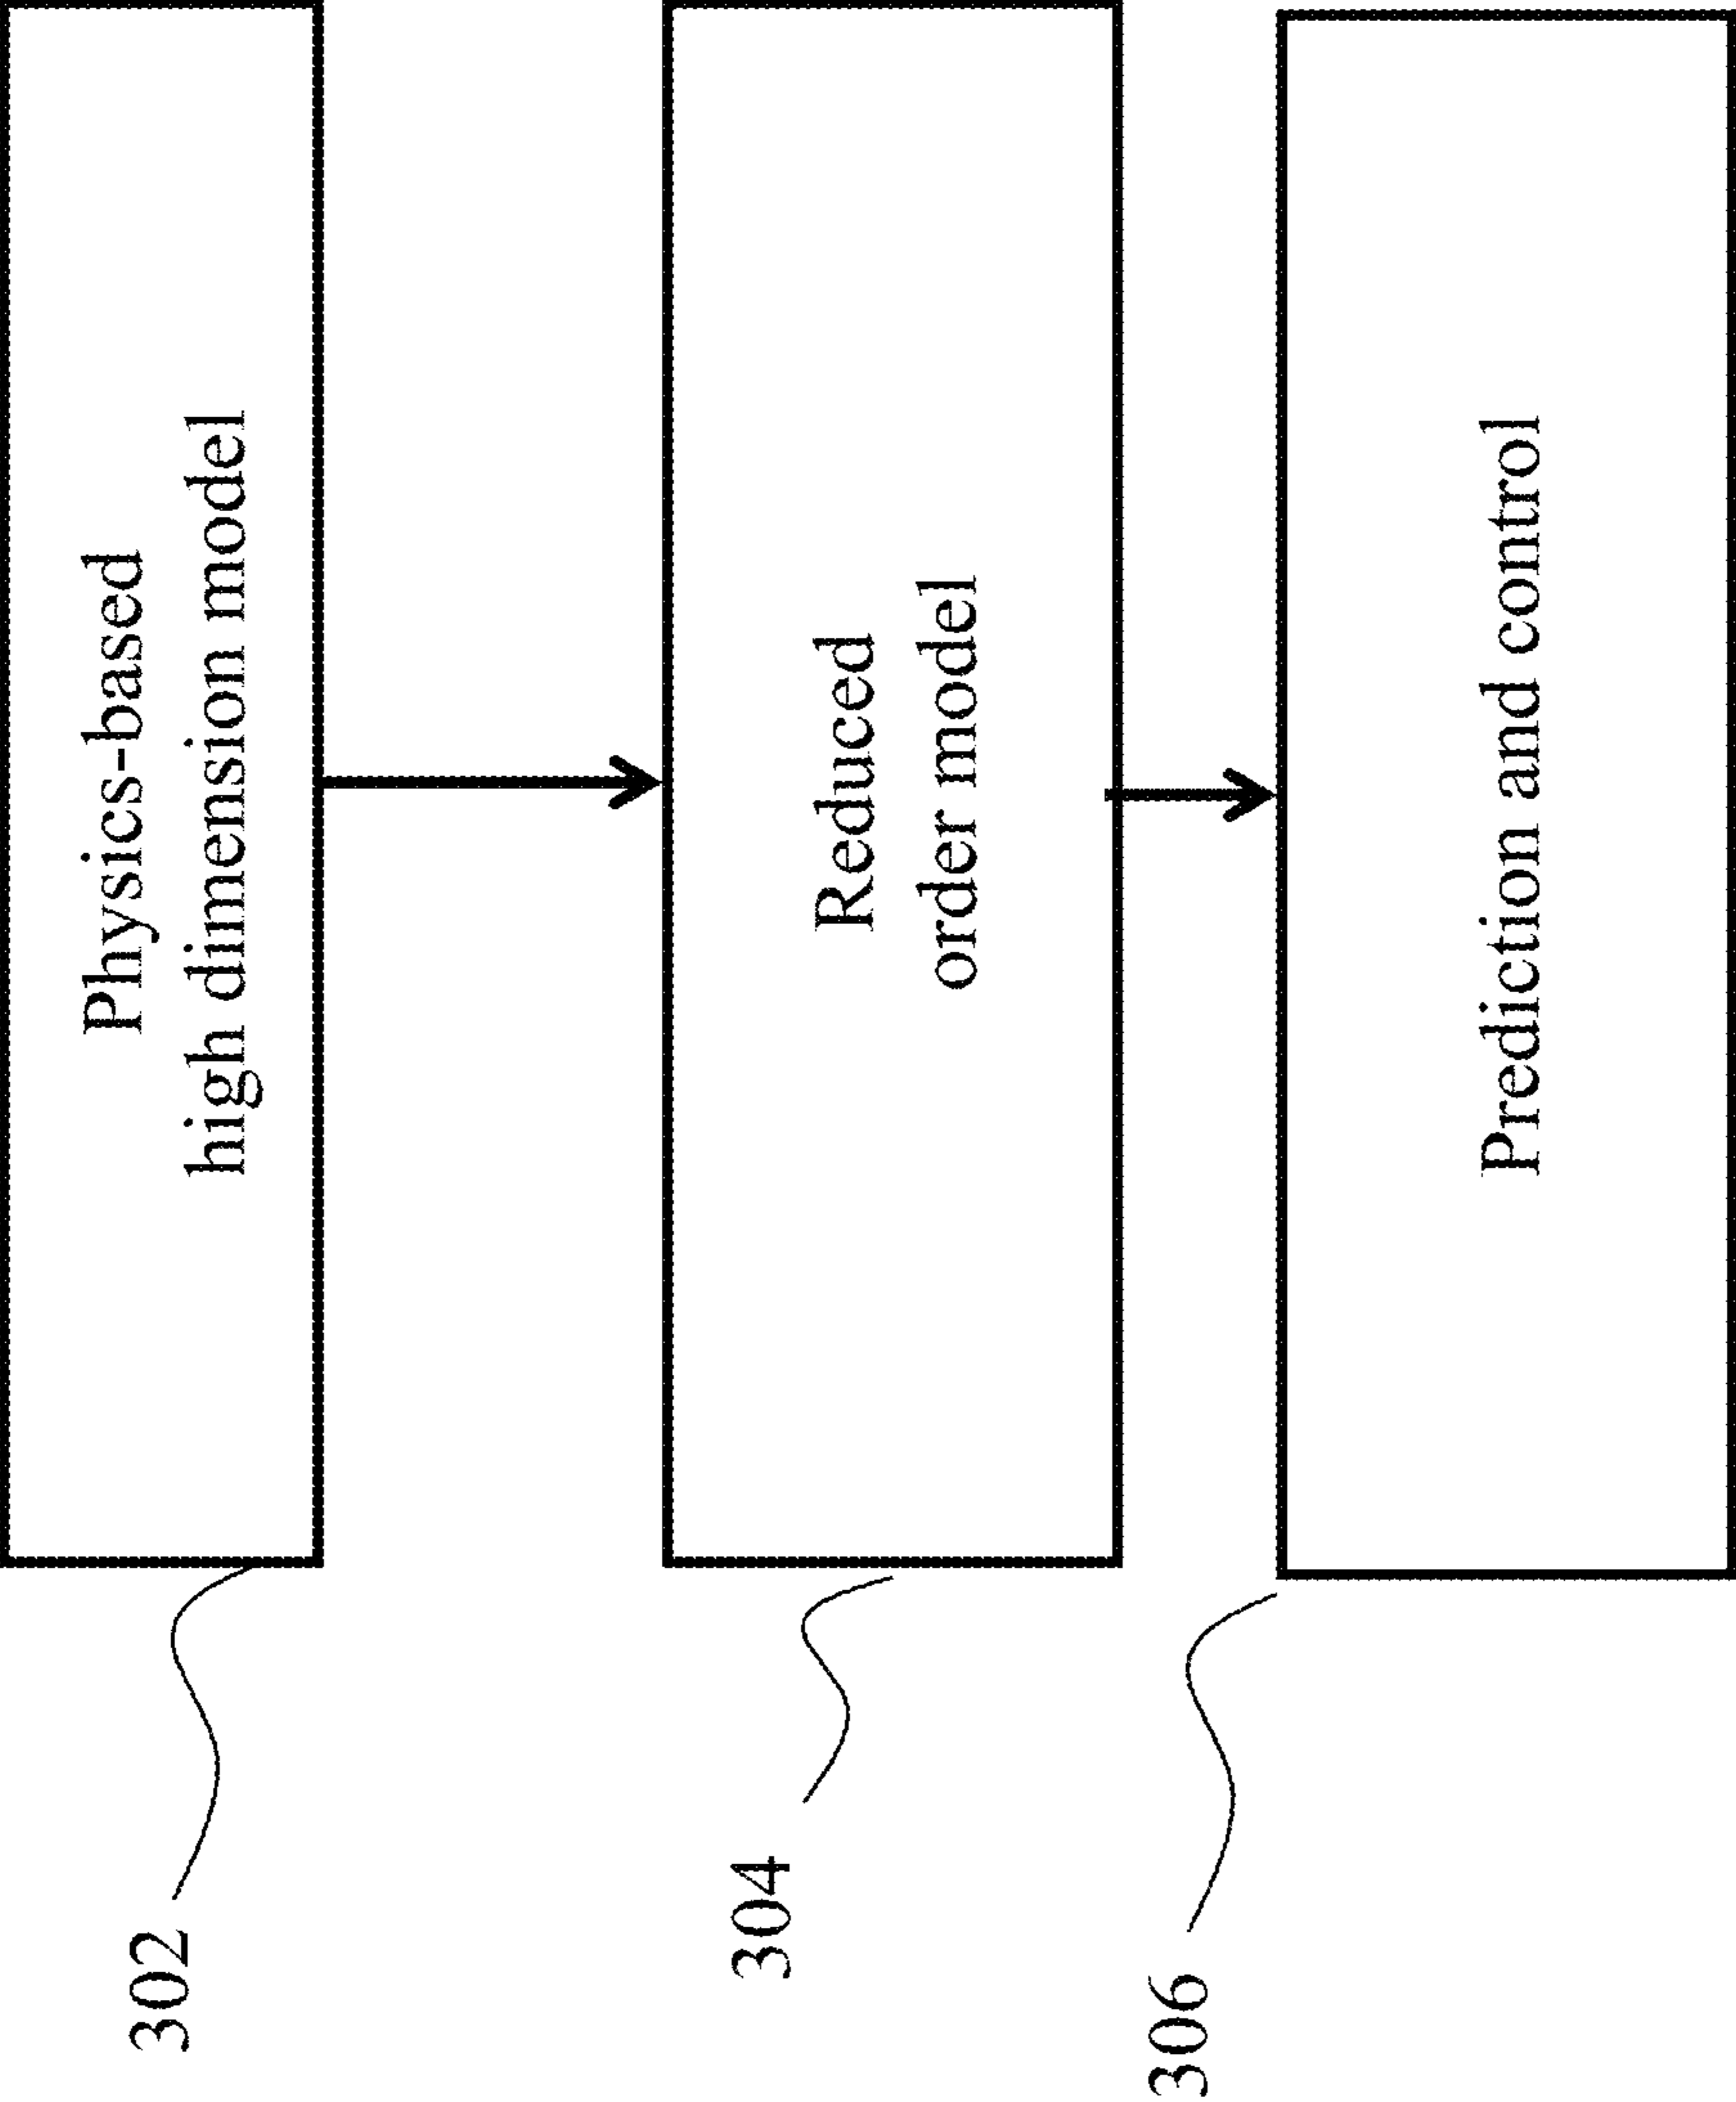 302
Physics-based
high dimension model
304
Reduced
order model
306
Prediction and control